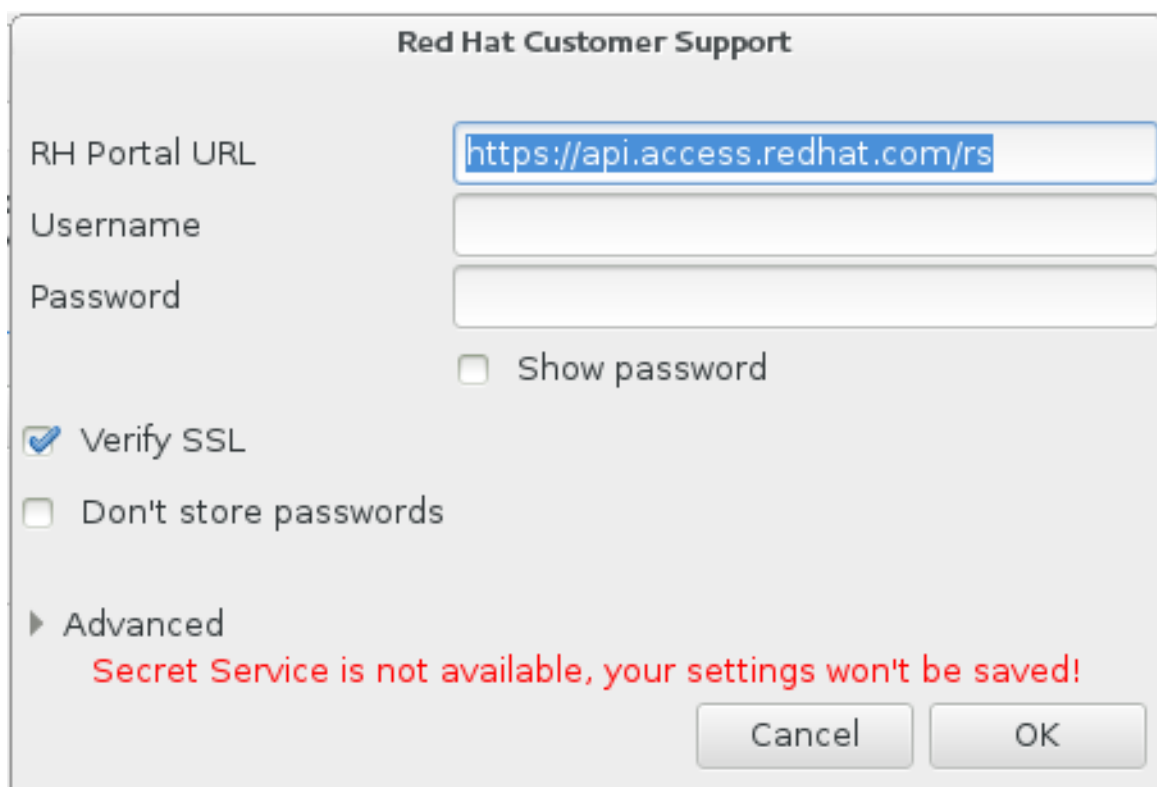 Red Hat Customer Support
RH Portal URL https://api.access.redhat.com/rs
Username
Password
Show password
Verify SSL
Don't store passwords
Advanced
Secret Service is not available, your settings won't be saved!
Cancel OK